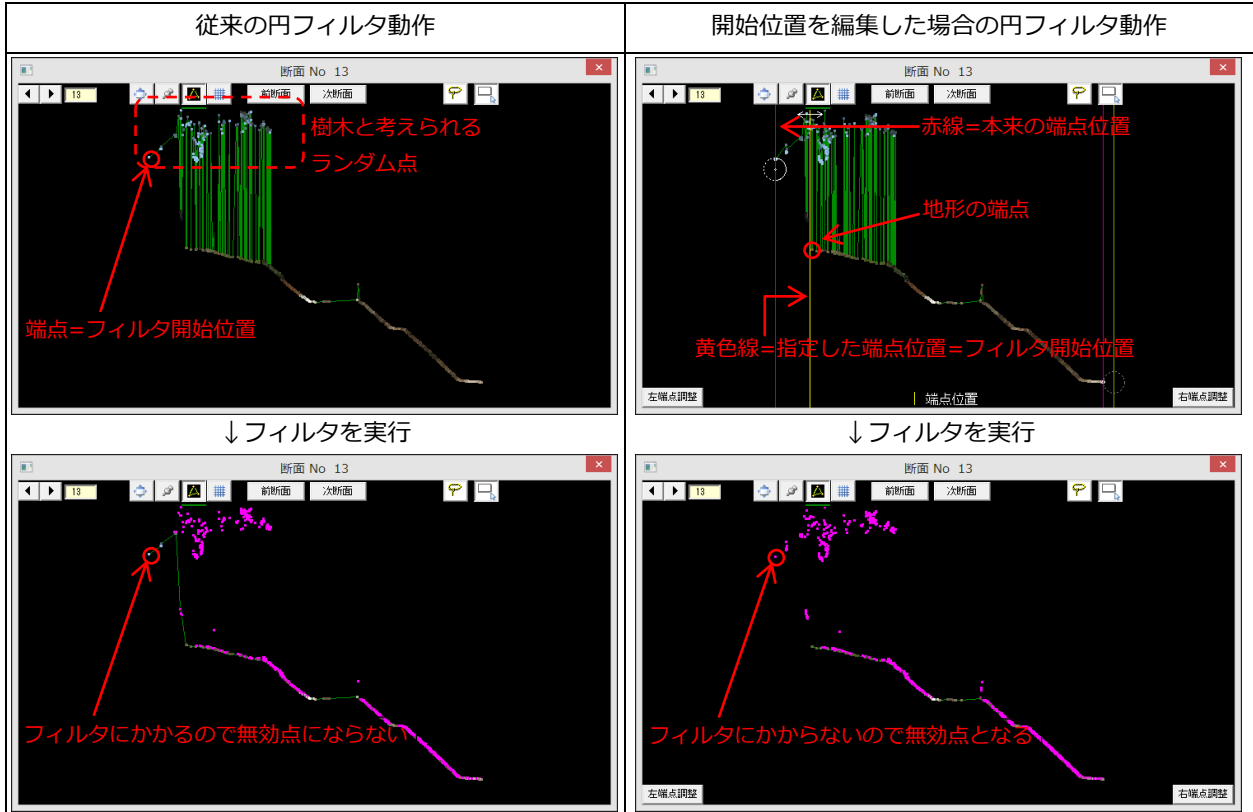 従来の円フィルタ動作
開始位置を編集した場合の円フィルタ動作
断面 No 13
13
前断面
次断面
樹木と考えられる
ランダム点
端点=フィルタ開始位置
断面 No 13
13
前断面
次断面
赤線=本来の端点位置
地形の端点
黄色線=指定した端点位置=フィルタ開始位置
左端点調整
端点位置
右端点調整
↓フィルタを実行
↓フィルタを実行
断面 No 13
13
前断面
次断面
フィルタにかかるので無効点にならない
断面 No 13
13
前断面
次断面
フィルタにかからないので無効点となる
左端点調整
右端点調整